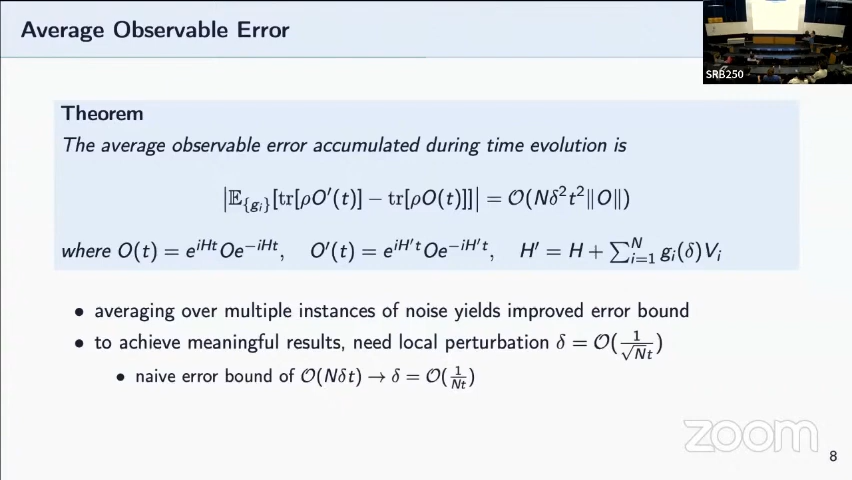 Average Observable Error
SRB250
Theorem
The average observable error accumulated during time evolution is
|𝔼_{g_i}[tr[ρO′(t)] − tr[ρO(t)]]| = 𝒪(Nδ²t²‖O‖)
where O(t) = e^{iHt}Oe^{−iHt},   O′(t) = e^{iH′t}Oe^{−iH′t},   H′ = H + ∑_{i=1}^{N} g_i(δ)V_i
• averaging over multiple instances of noise yields improved error bound
• to achieve meaningful results, need local perturbation δ = 𝒪(1/(√N t))
• naive error bound of 𝒪(Nδt) → δ = 𝒪(1/(Nt))
zoom
8